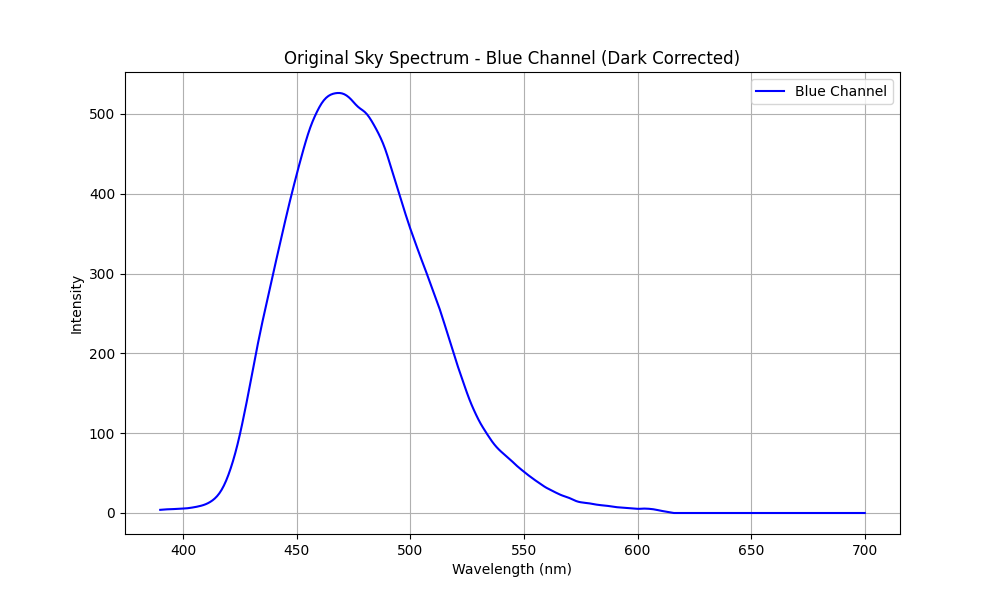 Original Sky Spectrum - Blue Channel (Dark Corrected)
Blue Channel
500
400
300
200
100
0
Intensity
400 450 500 550 600 650 700
Wavelength (nm)